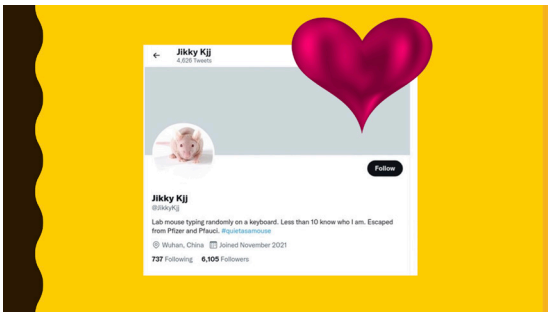 Jikky Kjj
4,626 Tweets
Follow
Jikky Kjj
@JikkyKjj
Lab mouse typing randomly on a keyboard. Less than 10 know who I am. Escaped
from Pfizer and Pfauci. #quietasamouse
Wuhan, China Joined November 2021
737 Following 6,105 Followers